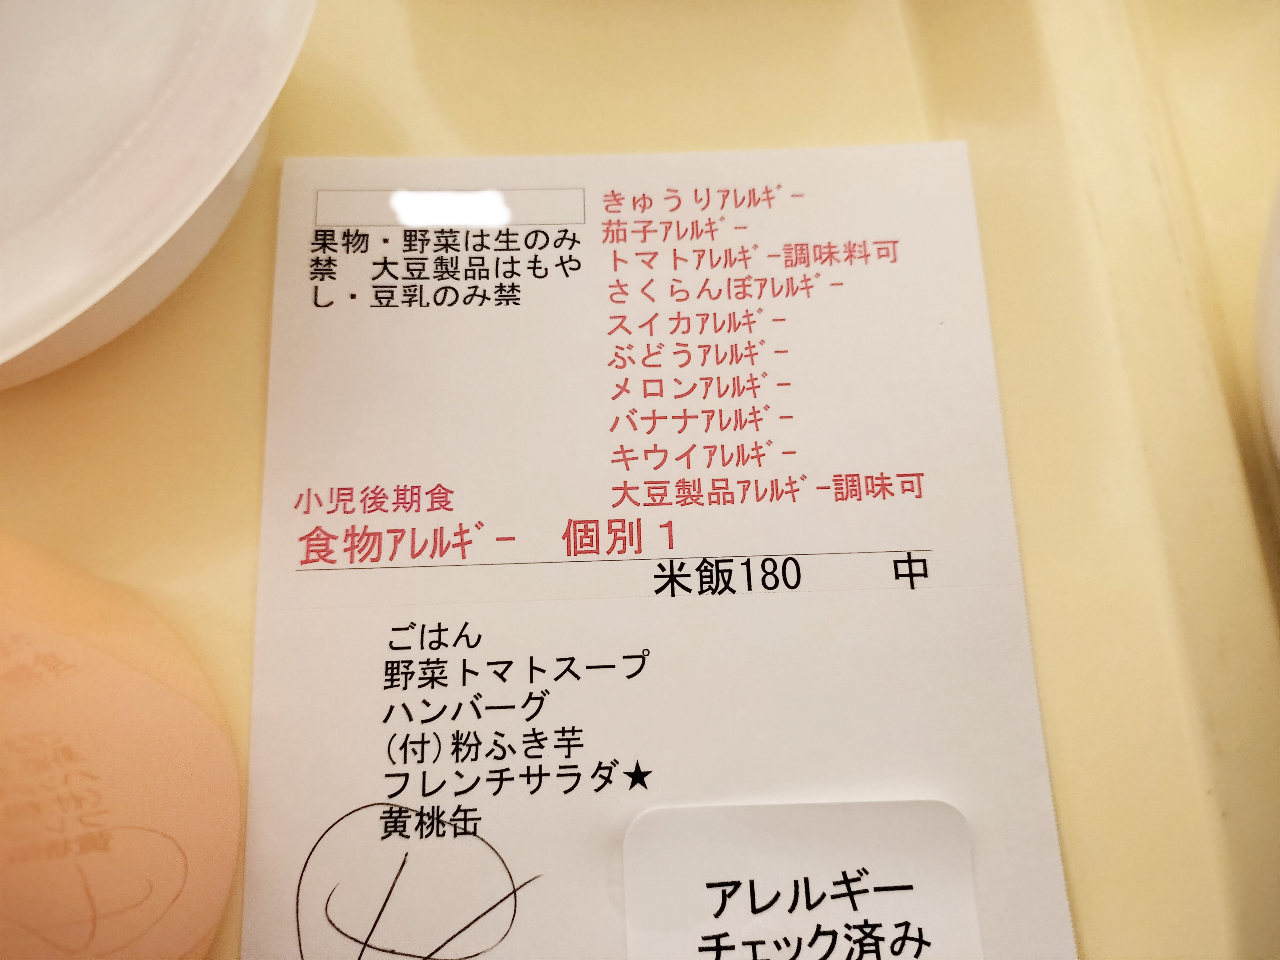 果物・野菜は生のみ
禁　大豆製品はもや
し・豆乳のみ禁
きゅうりｱﾚﾙｷﾞｰ
茄子ｱﾚﾙｷﾞｰ
トマトｱﾚﾙｷﾞｰ調味料可
さくらんぼｱﾚﾙｷﾞｰ
スイカｱﾚﾙｷﾞｰ
ぶどうｱﾚﾙｷﾞｰ
メロンｱﾚﾙｷﾞｰ
バナナｱﾚﾙｷﾞｰ
キウイｱﾚﾙｷﾞｰ
大豆製品ｱﾚﾙｷﾞｰ調味可
小児後期食
食物ｱﾚﾙｷﾞｰ　個別１
米飯180　中
ごはん
野菜トマトスープ
ハンバーグ
(付)粉ふき芋
フレンチサラダ★
黄桃缶
アレルギー
チェック済み